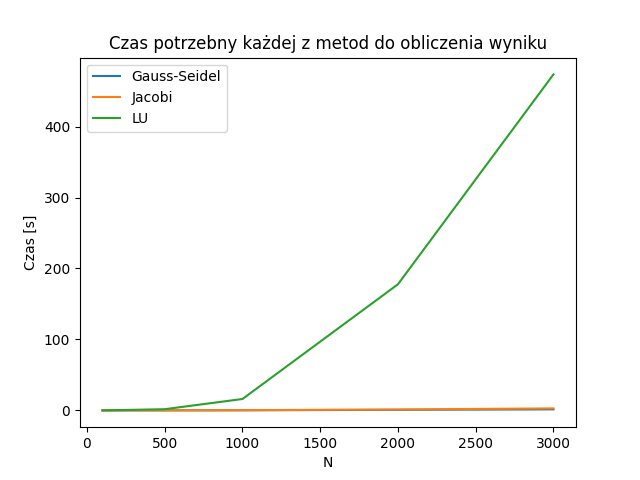 Czas potrzebny każdej z metod do obliczenia wyniku
Gauss-Seidel
Jacobi
LU
Czas [s]
400
300
200
100
0
0 500 1000 1500 2000 2500 3000
N